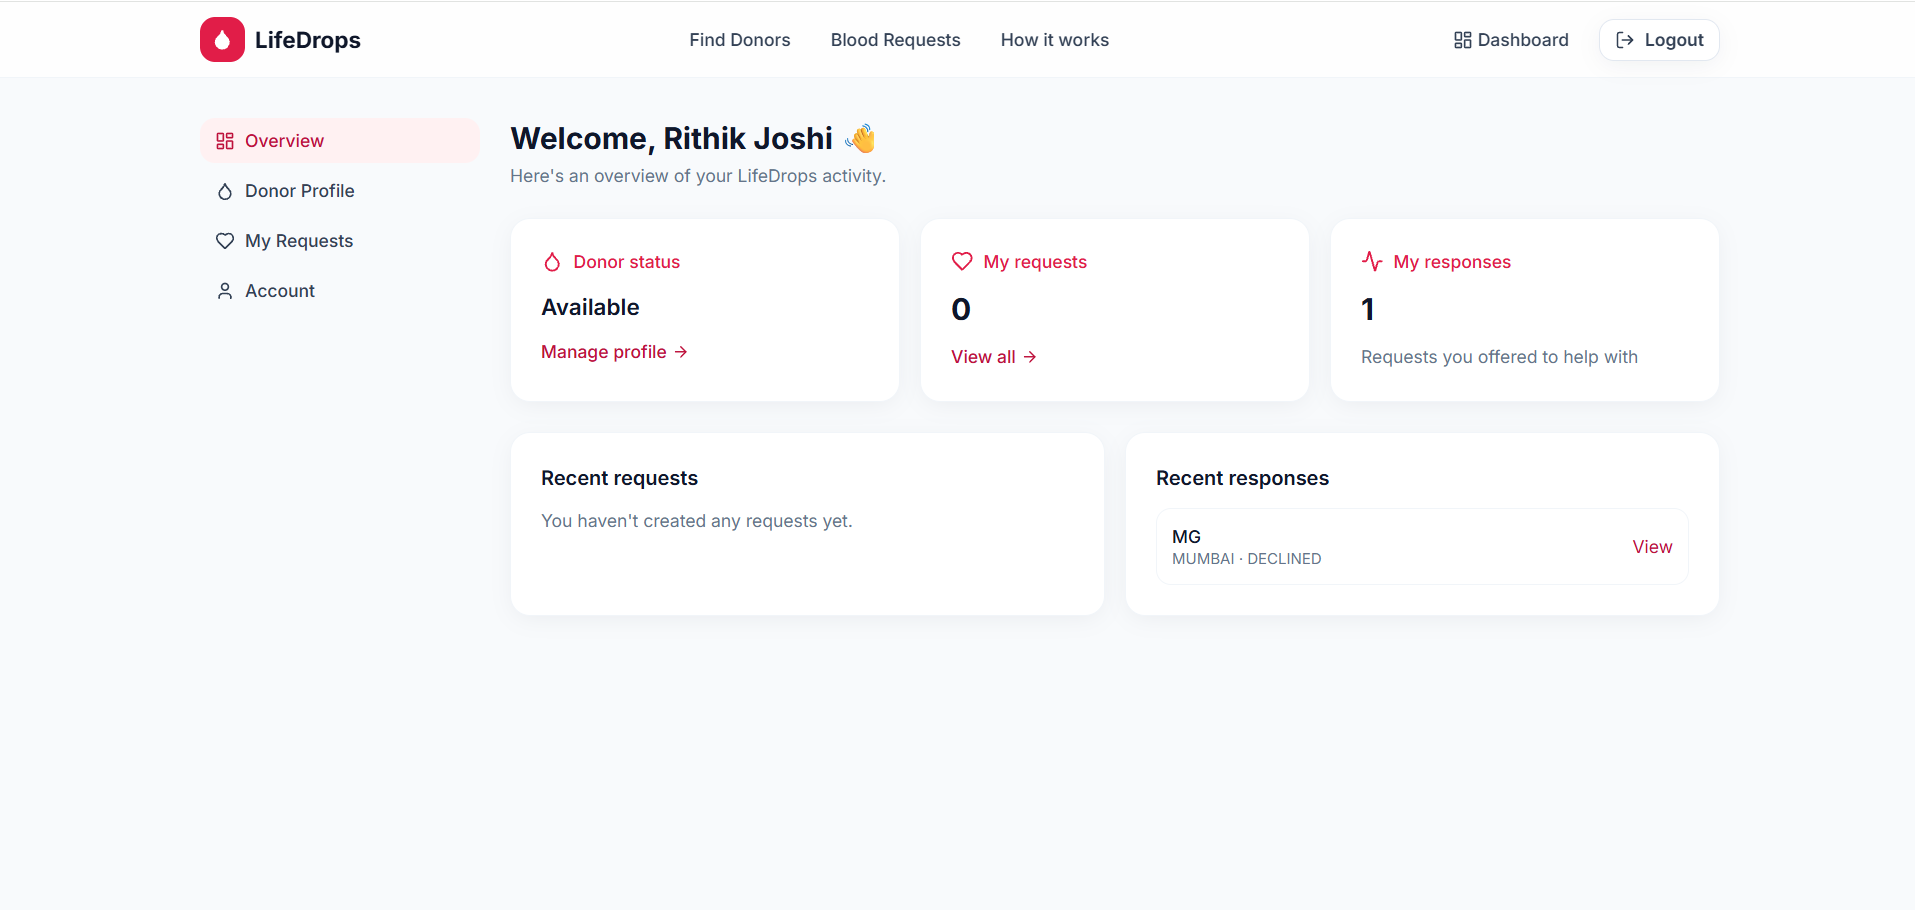 LifeDrops
Find Donors
Blood Requests
How it works
Dashboard
Logout
Overview
Donor Profile
My Requests
Account
Welcome, Rithik Joshi 👋
Here's an overview of your LifeDrops activity.
Donor status
Available
Manage profile →
My requests
0
View all →
My responses
1
Requests you offered to help with
Recent requests
You haven't created any requests yet.
Recent responses
MG
MUMBAI · DECLINED
View